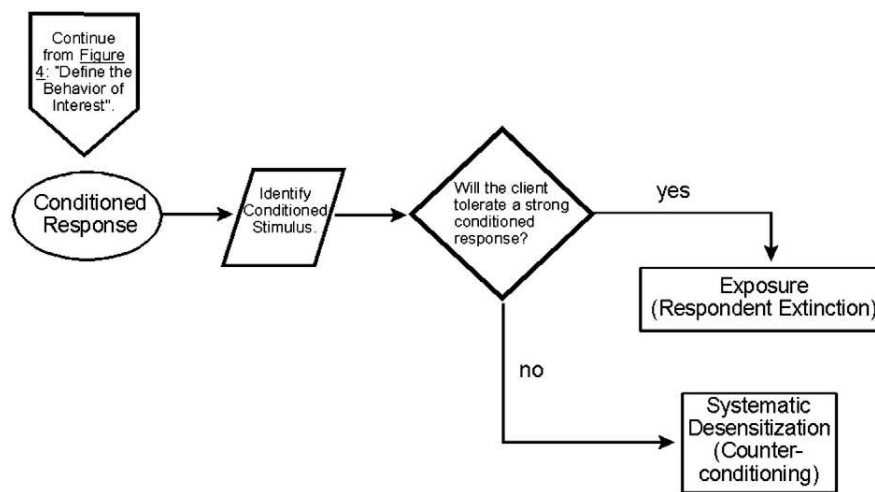 Continue
from Figure
4: "Define the
Behavior of
Interest".
Conditioned
Response
Identify
Conditioned
Stimulus.
Will the client
tolerate a strong
conditioned
response?
yes
Exposure
(Respondent Extinction)
no
Systematic
Desensitization
(Counter-
conditioning)